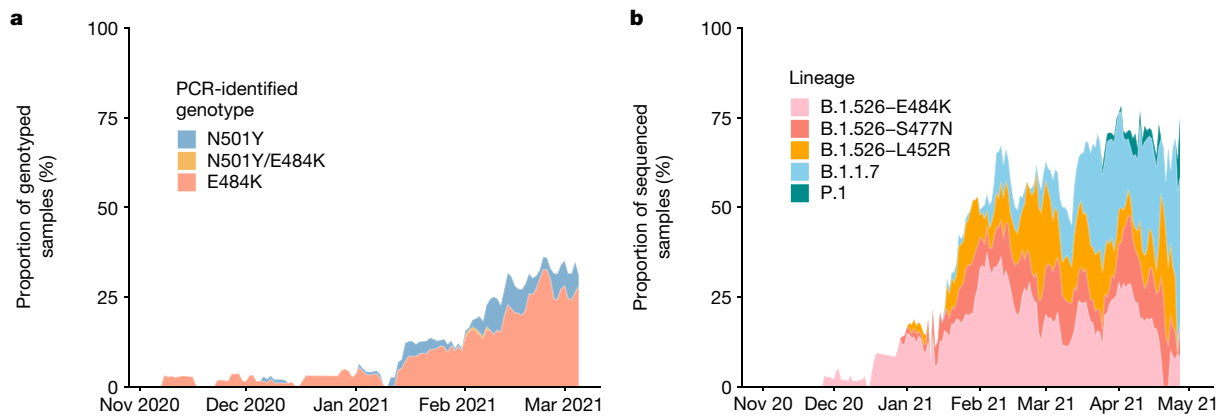 a
Proportion of genotyped
samples (%)
100
75
50
25
0
PCR-identified
genotype
N501Y
N501Y/E484K
E484K
Nov 2020
Dec 2020
Jan 2021
Feb 2021
Mar 2021
b
Proportion of sequenced
samples (%)
100
75
50
25
0
Lineage
B.1.526–E484K
B.1.526–S477N
B.1.526–L452R
B.1.1.7
P.1
Nov 20
Dec 20
Jan 21
Feb 21
Mar 21
Apr 21
May 21